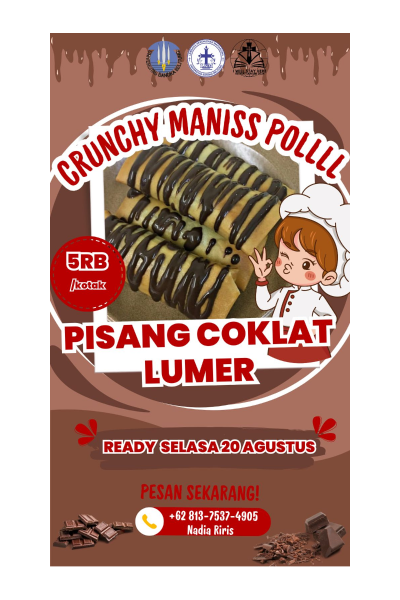 CRUNCHY MANISS POLLLL
5RB
/kotak
PISANG COKLAT
LUMER
READY SELASA 20 AGUSTUS
PESAN SEKARANG!
+62 813-7537-4905
Nadia Riris